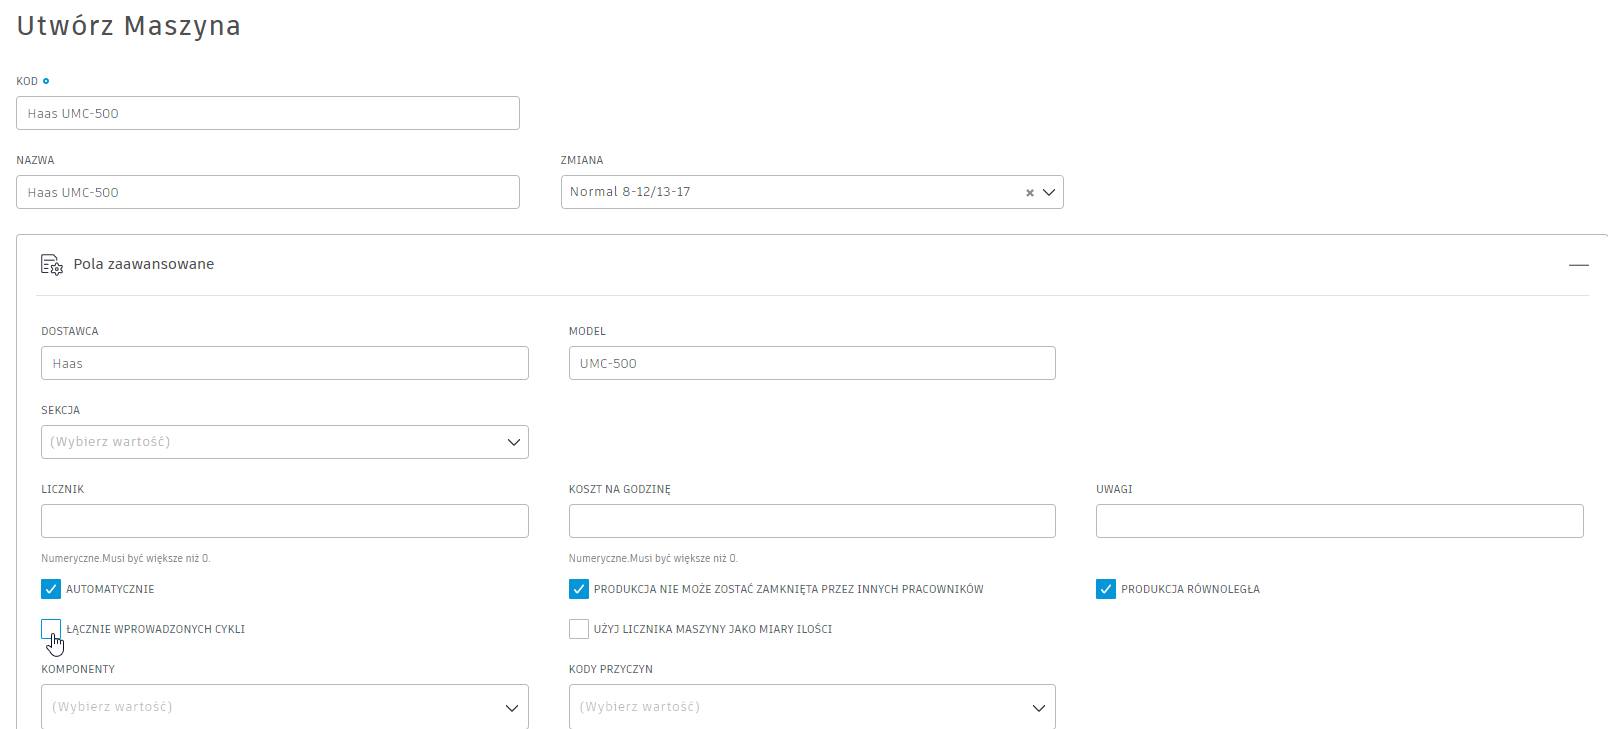 Utwórz Maszyna
KOD
Haas UMC-500
NAZWA
ZMIANA
Haas UMC-500
Normal 8-12/13-17
Pola zaawansowane
DOSTAWCA
MODEL
Haas
UMC-500
SEKCJA
(Wybierz wartość)
LICZNIK
KOSZT NA GODZINĘ
UWAGI
Numeryczne.Musi być większe niż 0.
Numeryczne.Musi być większe niż 0.
AUTOMATYCZNIE
PRODUKCJA NIE MOŻE ZOSTAĆ ZAMKNIĘTA PRZEZ INNYCH PRACOWNIKÓW
PRODUKCJA RÓWNOLEGŁA
ŁĄCZNIE WPROWADZONYCH CYKLI
UŻYJ LICZNIKA MASZYNY JAKO MIARY ILOŚCI
KOMPONENTY
KODY PRZYCZYN
(Wybierz wartość)
(Wybierz wartość)